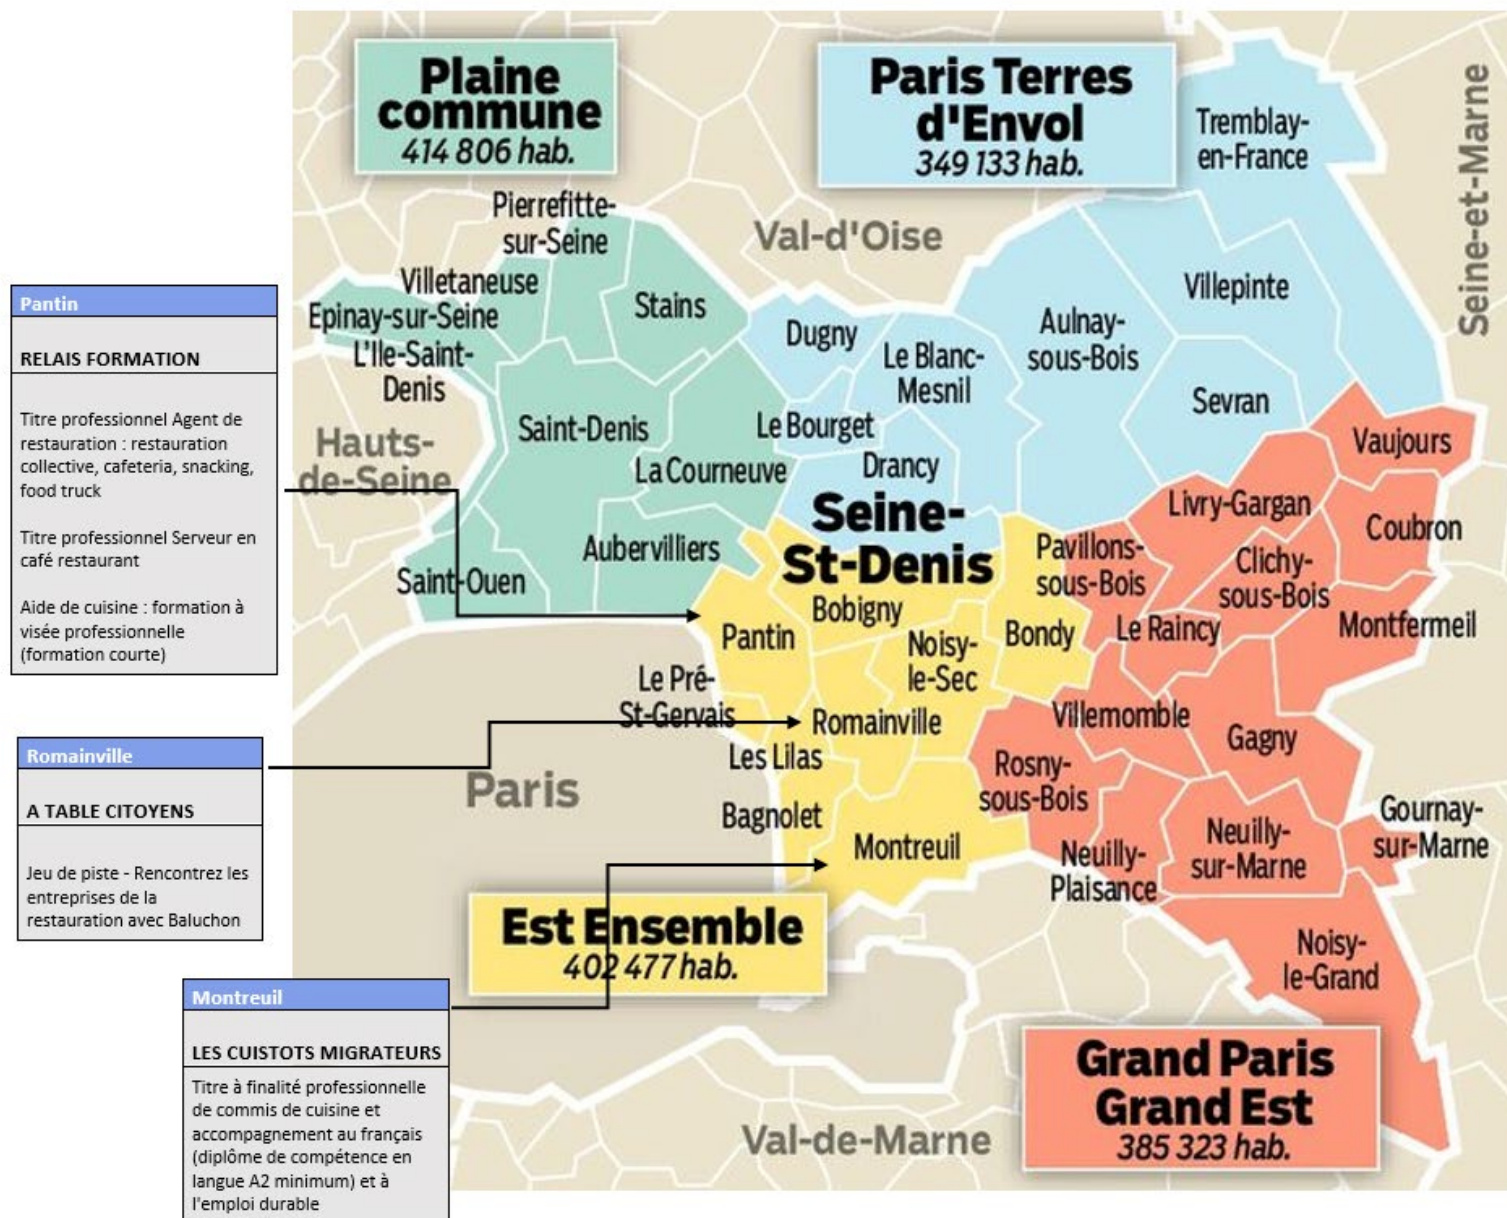 Plaine
commune
414 806 hab.
Paris Terres
d'Envol
349 133 hab.
Tremblay-
en-France
Seine-et-Marne
Pierrefitte-
sur-Seine
Val-d'Oise
Villetaneuse
Epinay-sur-Seine
L'Ile-Saint-
Denis
Stains
Dugny
Le Blanc-
Mesnil
Aulnay-
sous-Bois
Villepinte
Sevran
Hauts-
de-Seine
Saint-Denis
Le Bourget
Drancy
La Courneuve
Vaujours
Livry-Gargan
Coubron
Seine-
St-Denis
Aubervilliers
Saint-Ouen
Pavillons-
sous-Bois
Clichy-
sous-Bois
Bobigny
Pantin
Noisy-
le-Sec
Bondy
Le Raincy
Montfermeil
Le Pré-
St-Gervais
Romainville
Villemomble
Gagny
Les Lilas
Paris
Bagnolet
Rosny-
sous-Bois
Montreuil
Neuilly-
Plaisance
Neuilly-
sur-Marne
Gournay-
sur-Marne
Est Ensemble
402 477 hab.
Noisy-
le-Grand
Grand Paris
Grand Est
385 323 hab.
Val-de-Marne
Pantin
RELAIS FORMATION
Titre professionnel Agent de
restauration : restauration
collective, cafeteria, snacking,
food truck
Titre professionnel Serveur en
café restaurant
Aide de cuisine : formation à
visée professionnelle
(formation courte)
Romainville
A TABLE CITOYENS
Jeu de piste - Rencontrez les
entreprises de la
restauration avec Baluchon
Montreuil
LES CUISTOTS MIGRATEURS
Titre à finalité professionnelle
de commis de cuisine et
accompagnement au français
(diplôme de compétence en
langue A2 minimum) et à
l'emploi durable